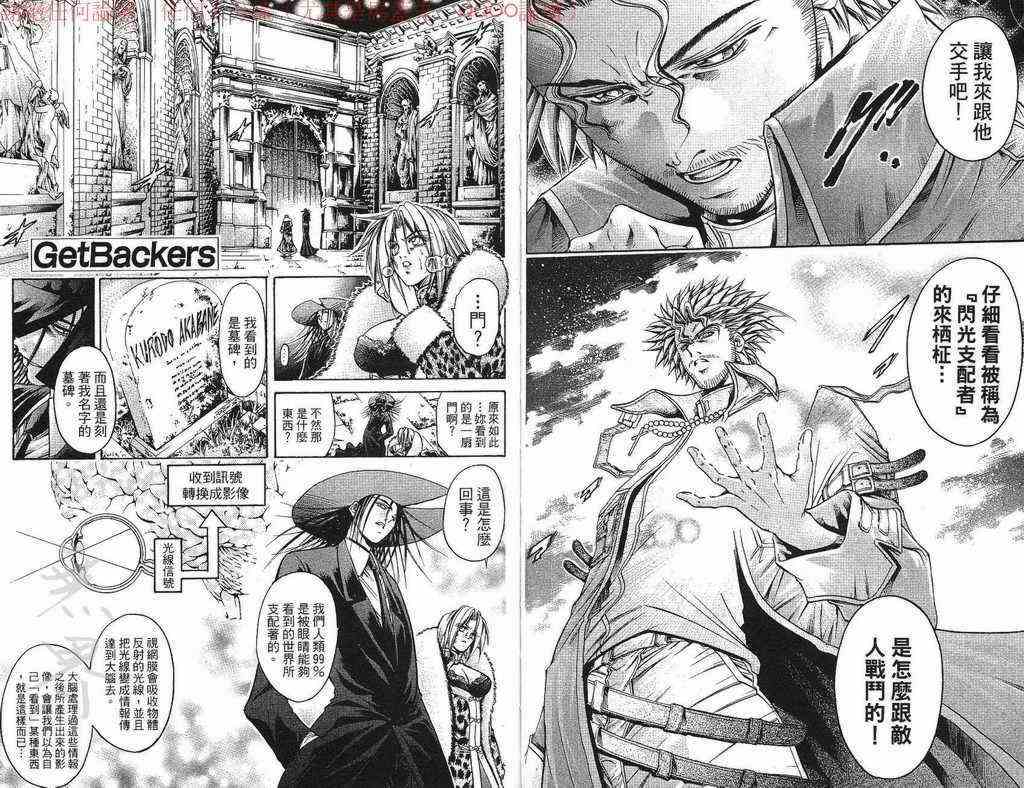 讓我來跟他
交手吧！
仔細看看被稱為
『閃光支配者』
的來栖柾…
是怎麼跟敵
人戰鬥的！
GetBackers
…門？
我看到的
是墓碑，
KURODO AKABANE
而且還是刻
著我名字的
墓碑。
原來如此
…妳看到
的是一扇
門啊？
不然那
是什麼
東西？
這是怎麼
回事？
我們人類99%
是被眼睛能夠
看到的世界所
支配著的。
收到訊號
轉換成影像
光線信號
視網膜會吸收物體
反射的光線，並且
把光線變成情報傳
達到大腦去。
大腦處理過這些情報
之後所產生出來的影
像，會讓我們以為自
己「看到」某種東西
，就是這樣而已…